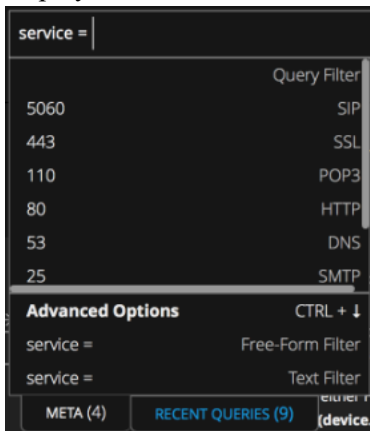 service =
Query Filter
5060 SIP
443 SSL
110 POP3
80 HTTP
53 DNS
25 SMTP
Advanced Options CTRL + ↓
service = Free-Form Filter
service = Text Filter
META (4) RECENT QUERIES (9)
(device.